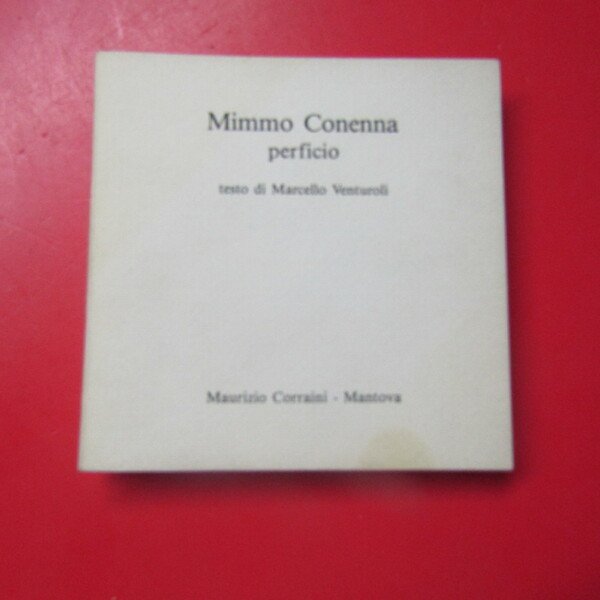 Mimmo Conenna
perficio
testo di Marcello Venturoli
Maurizio Corraini - Mantova